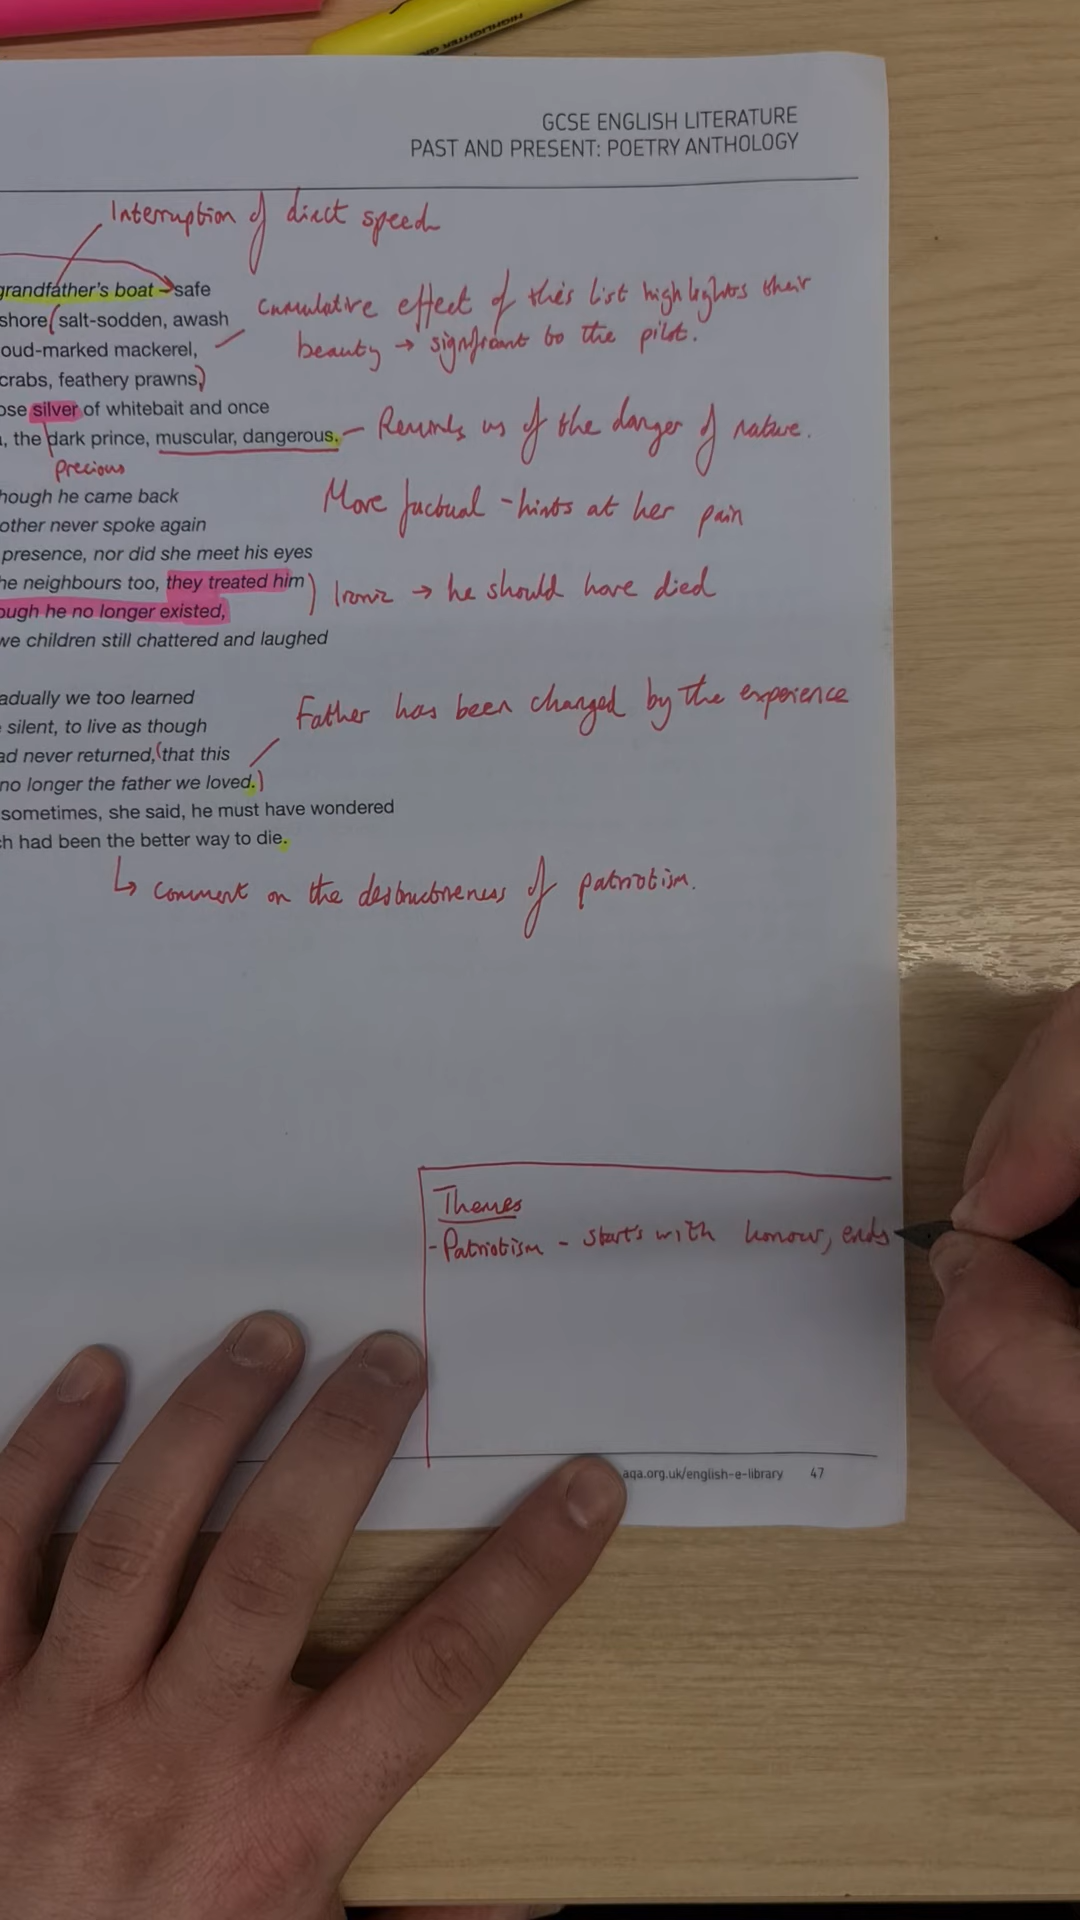 HIGHLIGHTER
GCSE ENGLISH LITERATURE
PAST AND PRESENT: POETRY ANTHOLOGY
Interruption of direct speech
grandfather's boat – safe
shore, salt-sodden, awash
cumulative effect of this list highlights their
beauty → significant to the pilot.
oud-marked mackerel,
crabs, feathery prawns,
ose silver of whitebait and once
, the dark prince, muscular, dangerous. – Reminds us of the danger of nature.
precious
hough he came back
More factual - hints at her pain
other never spoke again
presence, nor did she meet his eyes
he neighbours too, they treated him
Ironic → he should have died
ough he no longer existed,
we children still chattered and laughed
adually we too learned
Father has been changed by the experience
silent, to live as though
ad never returned, (that this
no longer the father we loved.)
sometimes, she said, he must have wondered
ch had been the better way to die.
↳ comment on the destructiveness of patriotism.
Themes
- Patriotism - starts with honour, ends
aqa.org.uk/english-e-library 47